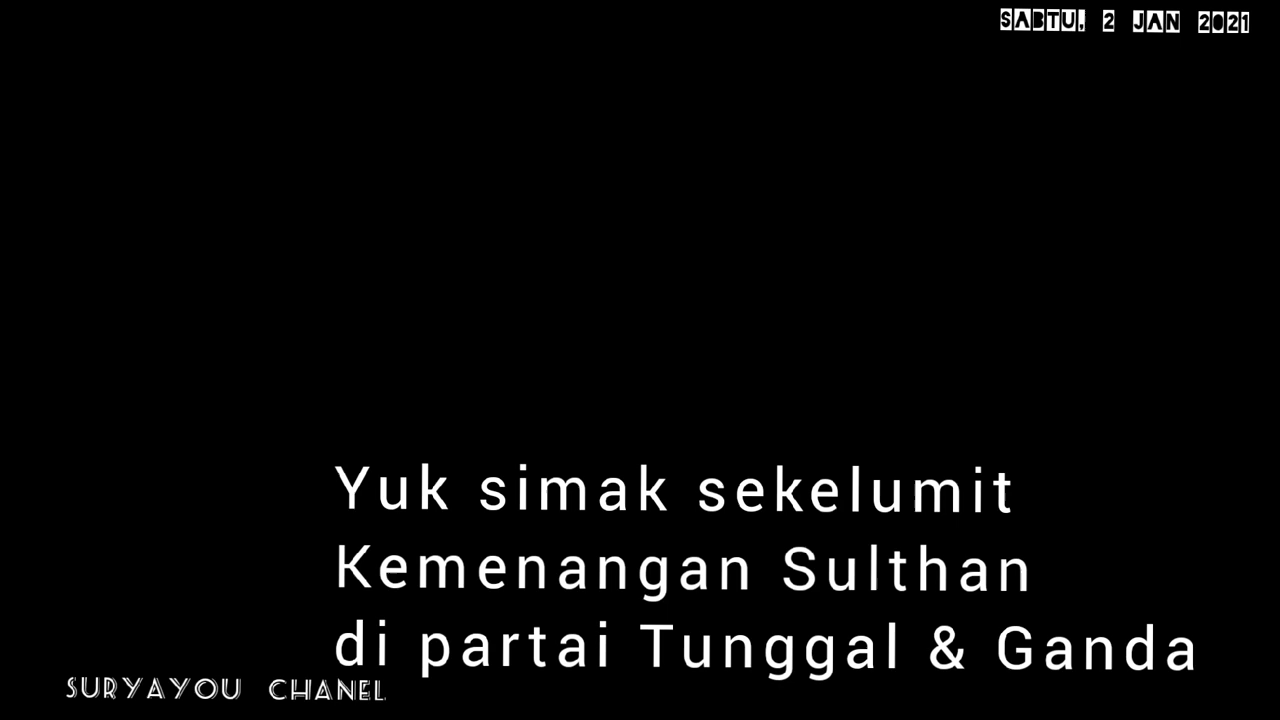 SABTU, 2 JAN 2021
Yuk simak sekelumit
Kemenangan Sulthan
di partai Tunggal & Ganda
SURYAYOU CHANEL